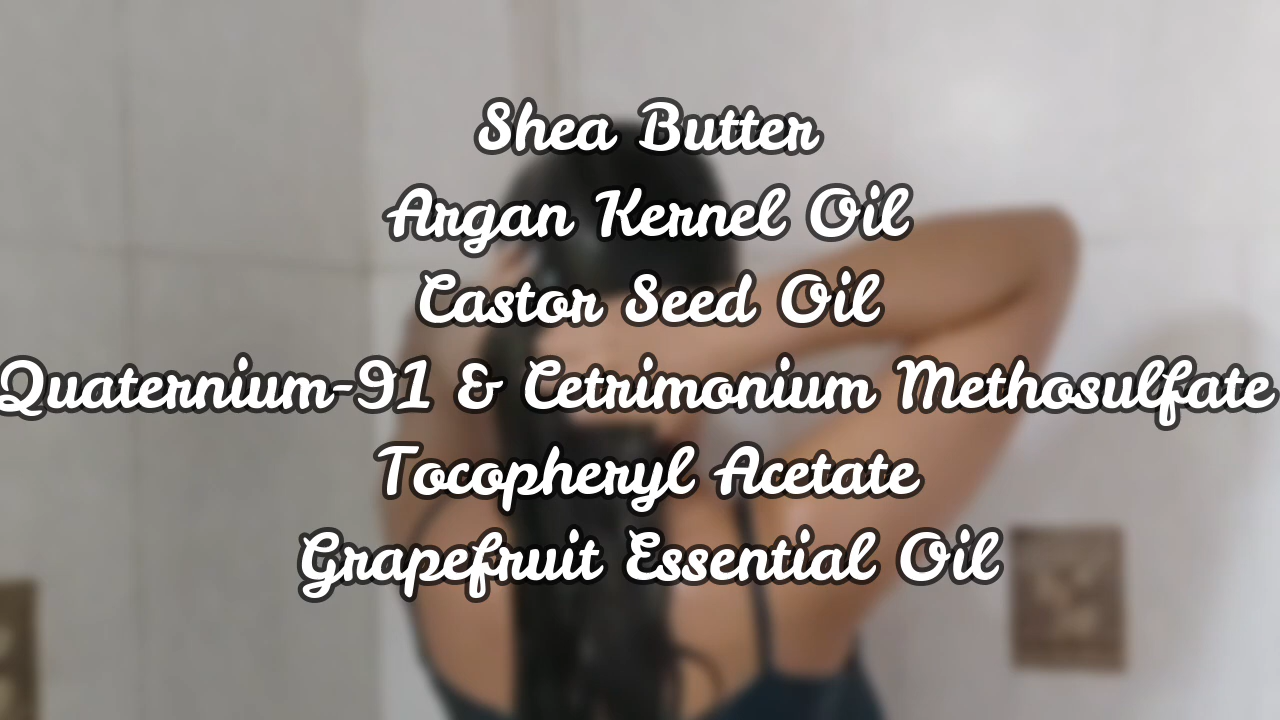 Shea Butter
Argan Kernel Oil
Castor Seed Oil
Quaternium-91 & Cetrimonium Methosulfate
Tocopheryl Acetate
Grapefruit Essential Oil